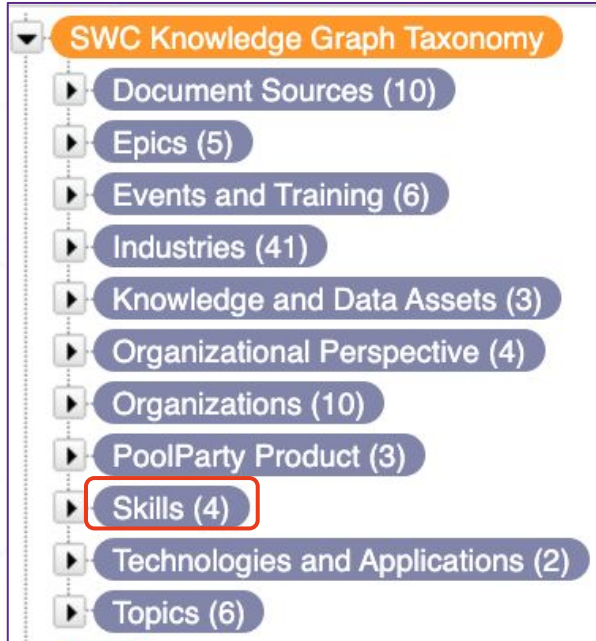 SWC Knowledge Graph Taxonomy
Document Sources (10)
Epics (5)
Events and Training (6)
Industries (41)
Knowledge and Data Assets (3)
Organizational Perspective (4)
Organizations (10)
PoolParty Product (3)
Skills (4)
Technologies and Applications (2)
Topics (6)